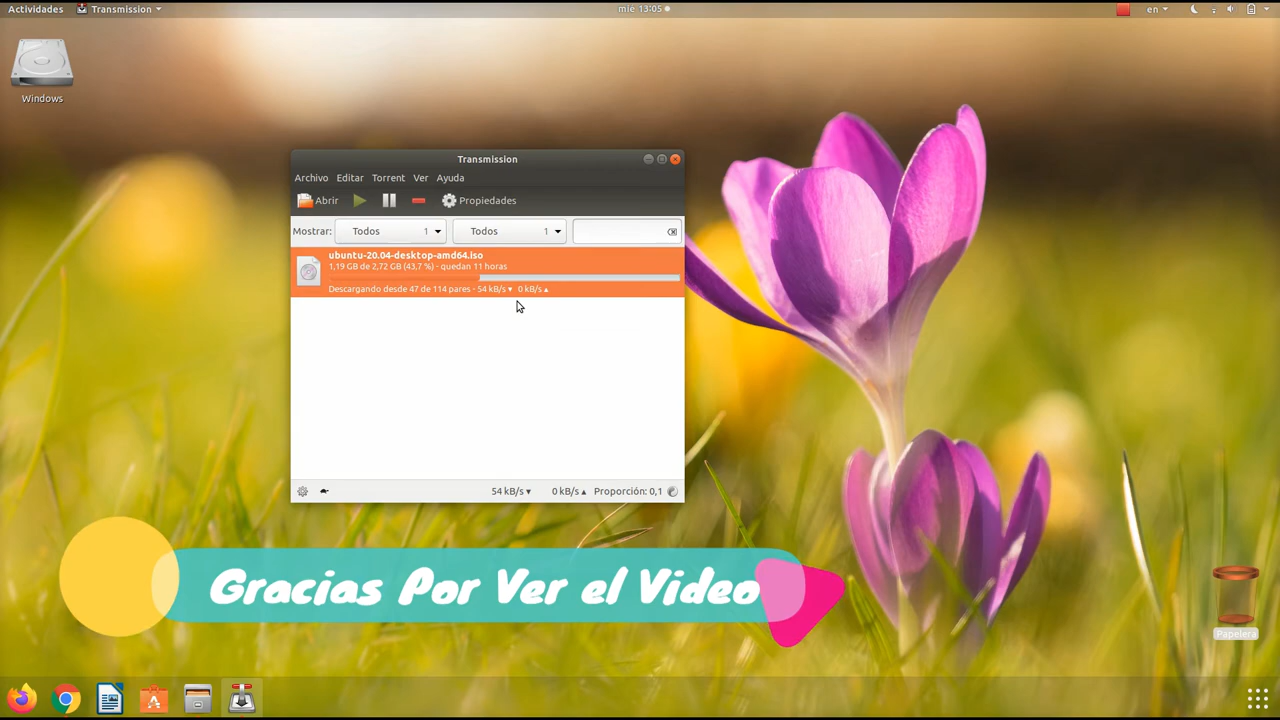 Actividades Transmission mié 13:05 en
Windows
Transmission
Archivo Editar Torrent Ver Ayuda
Abrir Propiedades
Mostrar: Todos 1 Todos 1
ubuntu-20.04-desktop-amd64.iso
1,19 GB de 2,72 GB (43,7 %) - quedan 11 horas
Descargando desde 47 de 114 pares - 54 kB/s ▾ 0 kB/s ▴
54 kB/s ▾ 0 kB/s ▴ Proporción: 0,1
Gracias Por Ver el Video
Papelera